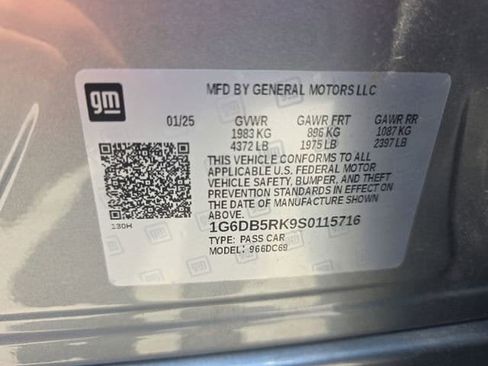 gm
MFD BY GENERAL MOTORS LLC
01/25 GVWR GAWR FRT GAWR RR
1983 KG 896 KG 1087 KG
4372 LB 1975 LB 2397 LB
THIS VEHICLE CONFORMS TO ALL
APPLICABLE U.S. FEDERAL MOTOR
VEHICLE SAFETY, BUMPER, AND THEFT
PREVENTION STANDARDS IN EFFECT ON
THE DATE OF MANUFACTURE SHOWN
ABOVE.
130H
1G6DB5RK9S0115716
TYPE: PASS CAR
MODEL: 966DC69